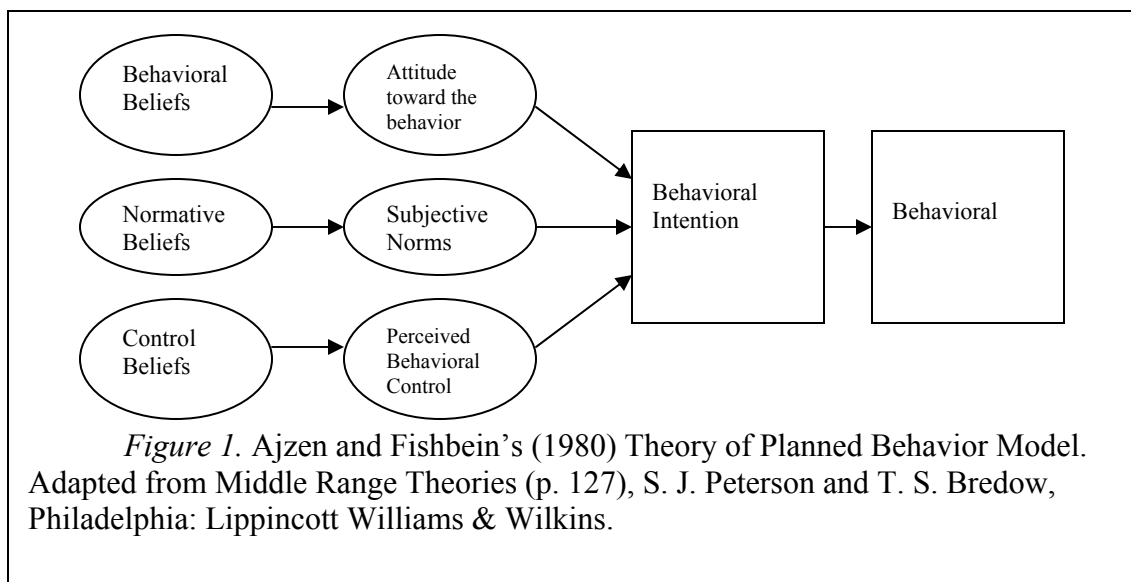 Behavioral
Beliefs
Attitude
toward the
behavior
Normative
Beliefs
Subjective
Norms
Control
Beliefs
Perceived
Behavioral
Control
Behavioral
Intention
Behavioral
Figure 1. Ajzen and Fishbein’s (1980) Theory of Planned Behavior Model.
Adapted from Middle Range Theories (p. 127), S. J. Peterson and T. S. Bredow,
Philadelphia: Lippincott Williams & Wilkins.